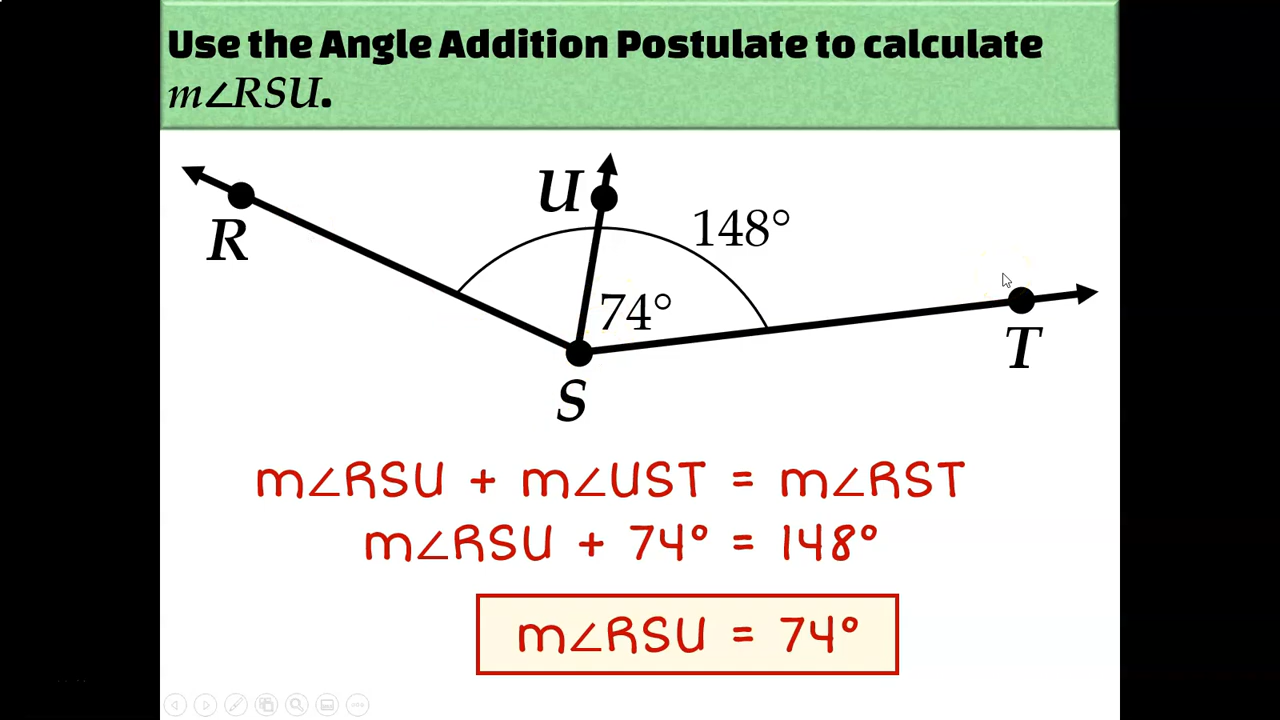 Use the Angle Addition Postulate to calculate
m∠RSU.
U
148°
R
74°
T
S
m∠RSU + m∠UST = m∠RST
m∠RSU + 74° = 148°
m∠RSU = 74°